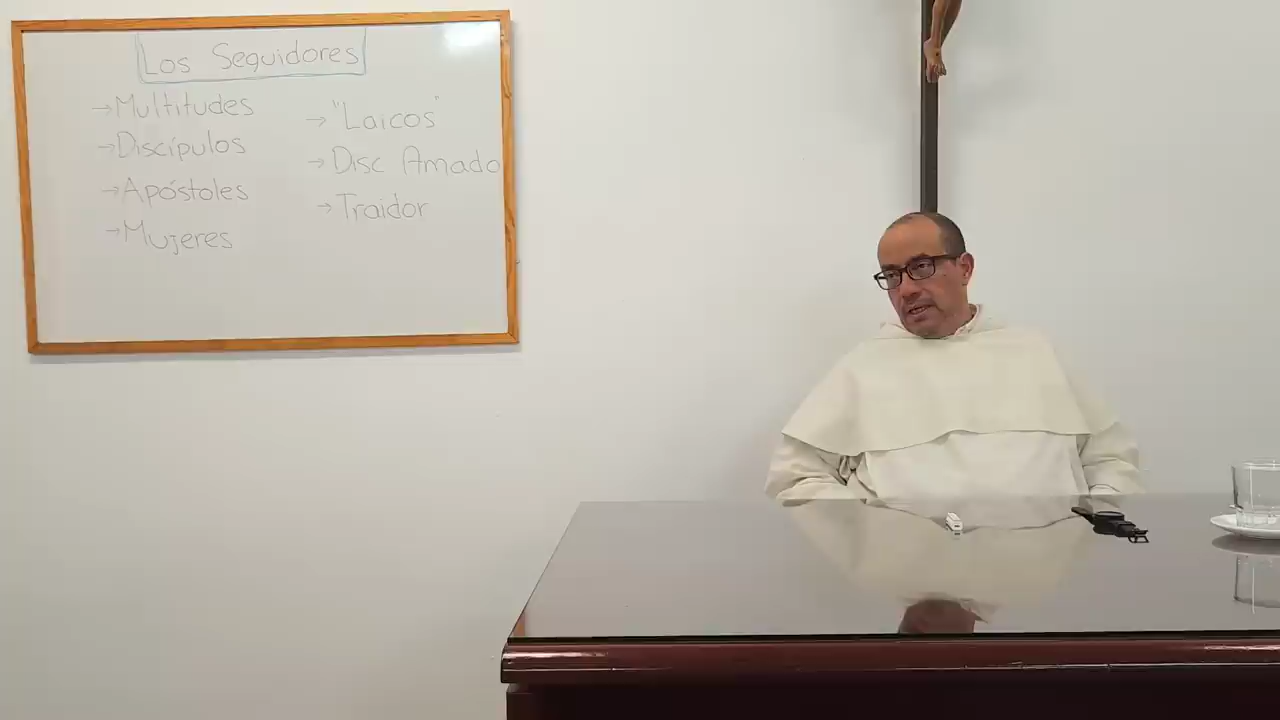 Los Seguidores
→Multitudes
→Discípulos
→Apóstoles
→Mujeres
→"Laicos"
→Disc Amado
→Traidor